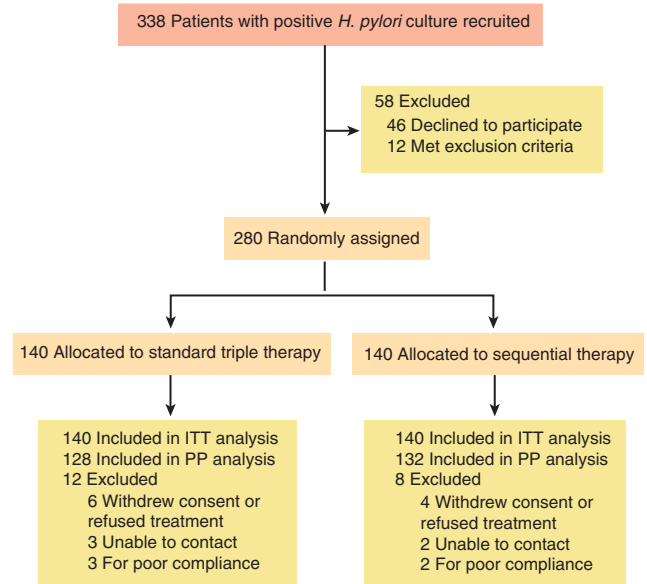 338 Patients with positive H. pylori culture recruited
58 Excluded
46 Declined to participate
12 Met exclusion criteria
280 Randomly assigned
140 Allocated to standard triple therapy
140 Allocated to sequential therapy
140 Included in ITT analysis
128 Included in PP analysis
12 Excluded
6 Withdrew consent or
refused treatment
3 Unable to contact
3 For poor compliance
140 Included in ITT analysis
132 Included in PP analysis
8 Excluded
4 Withdrew consent or
refused treatment
2 Unable to contact
2 For poor compliance